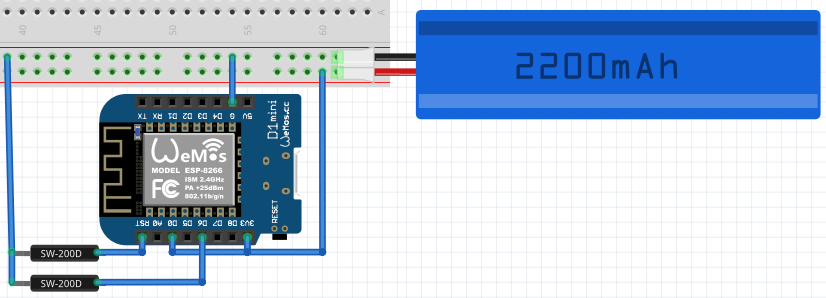 A
40 45 50 55 60
2200mAh
TX RX D1 D2 D3 D4 G 5V
D1 mini
WeMos.cc
WeMos
MODEL ESP-8266
ISM 2.4GHz
PA +25dBm
802.11b/g/n
FC
RST A0 D0 D5 D6 D7 D8 3V3
RESET
SW-200D
SW-200D